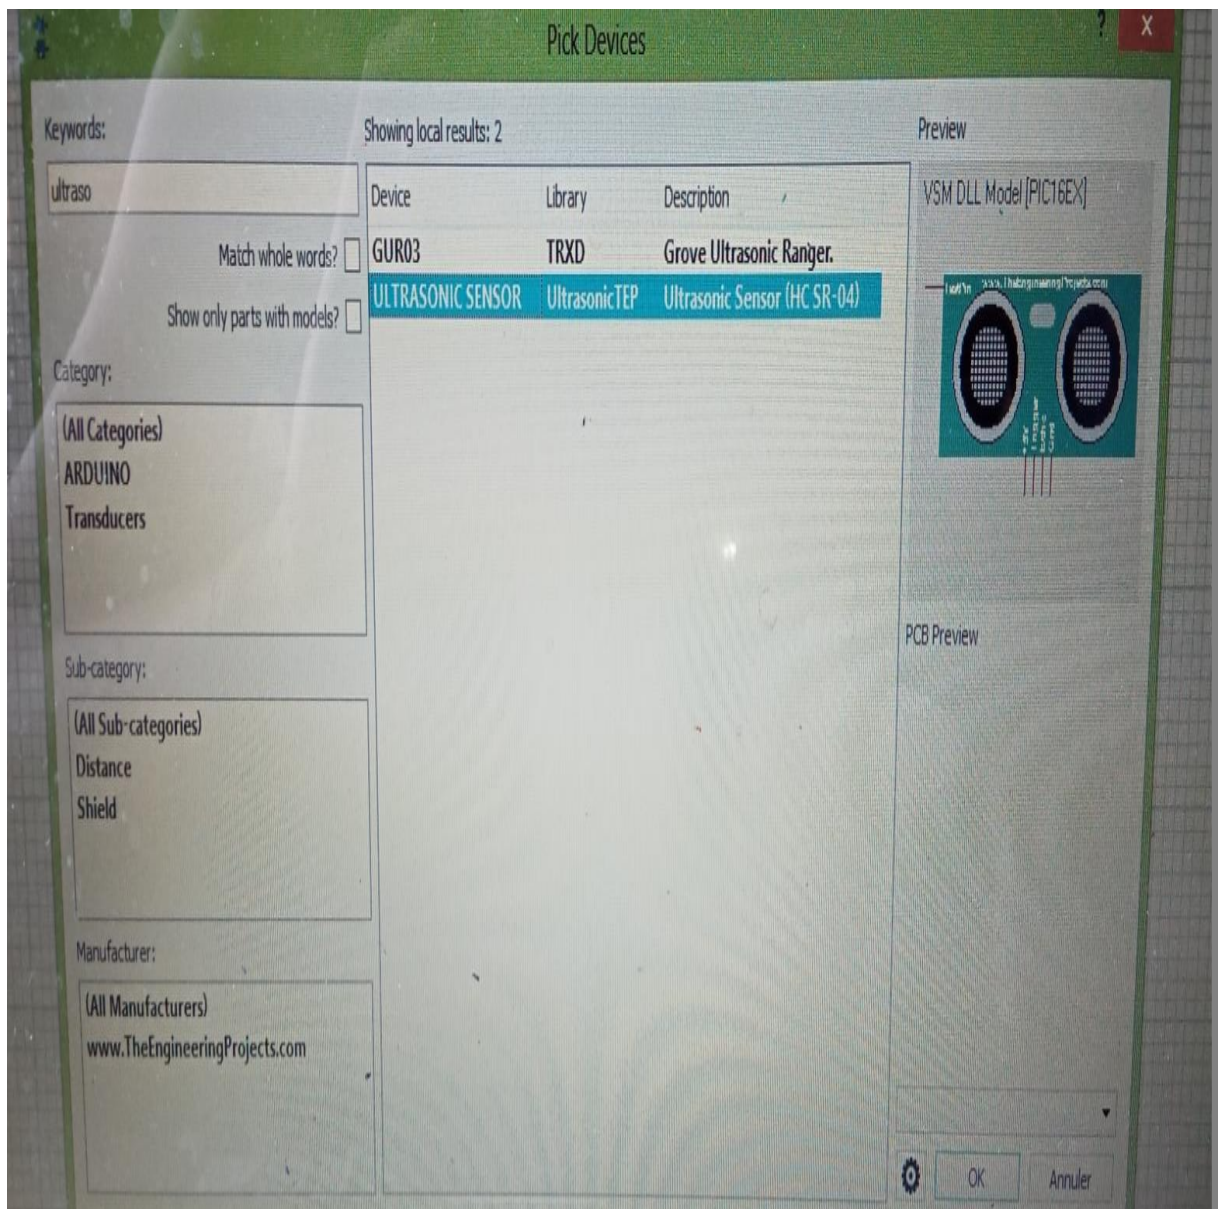 Pick Devices
?
X
Keywords:
ultraso
Match whole words?
Show only parts with models?
Category:
(All Categories)
ARDUINO
Transducers
Sub-category:
(All Sub-categories)
Distance
Shield
Manufacturer:
(All Manufacturers)
www.TheEngineeringProjects.com
Showing local results: 2
Device Library Description
GUR03 TRXD Grove Ultrasonic Ranger.
ULTRASONIC SENSOR UltrasonicTEP Ultrasonic Sensor (HC SR-04)
Preview
VSM DLL Model [PIC16EX]
www.TheEngineeringProjects.com
PCB Preview
OK
Annuler